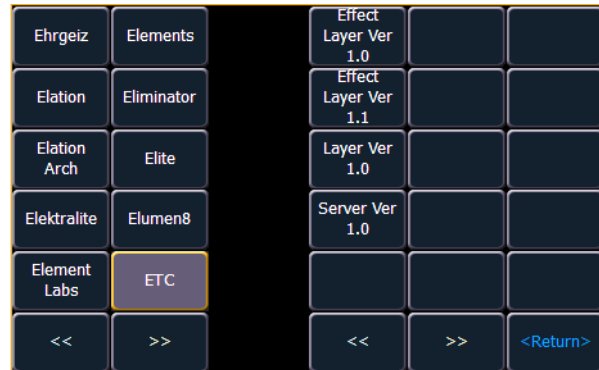 Ehrgeiz
Elements
Effect
Layer Ver
1.0
Elation
Eliminator
Effect
Layer Ver
1.1
Elation
Arch
Elite
Layer Ver
1.0
Elektralite
Elumen8
Server Ver
1.0
Element
Labs
ETC
<<
>>
<<
>>
<Return>